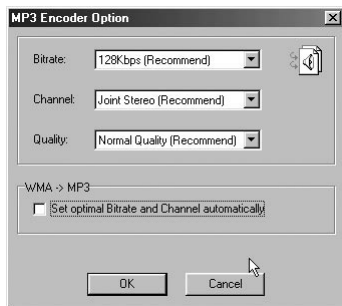 MP3 Encoder Option
Bitrate: 128Kbps (Recommend)
Channel: Joint Stereo (Recommend)
Quality: Normal Quality (Recommend)
WMA -> MP3
Set optimal Bitrate and Channel automatically
OK Cancel